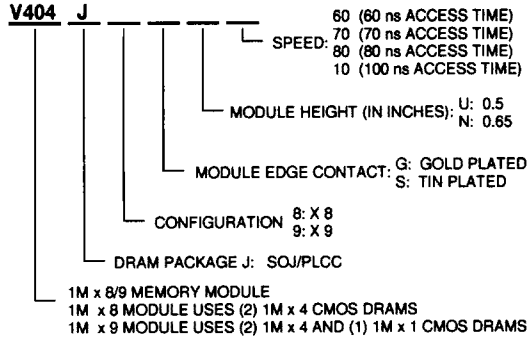 V404 J
60 (60 ns ACCESS TIME)
SPEED: 70 (70 ns ACCESS TIME)
80 (80 ns ACCESS TIME)
10 (100 ns ACCESS TIME)
MODULE HEIGHT (IN INCHES): U: 0.5
N: 0.65
MODULE EDGE CONTACT: G: GOLD PLATED
S: TIN PLATED
CONFIGURATION 8: X 8
9: X 9
DRAM PACKAGE J: SOJ/PLCC
1M x 8/9 MEMORY MODULE
1M x 8 MODULE USES (2) 1M x 4 CMOS DRAMS
1M x 9 MODULE USES (2) 1M x 4 AND (1) 1M x 1 CMOS DRAMS